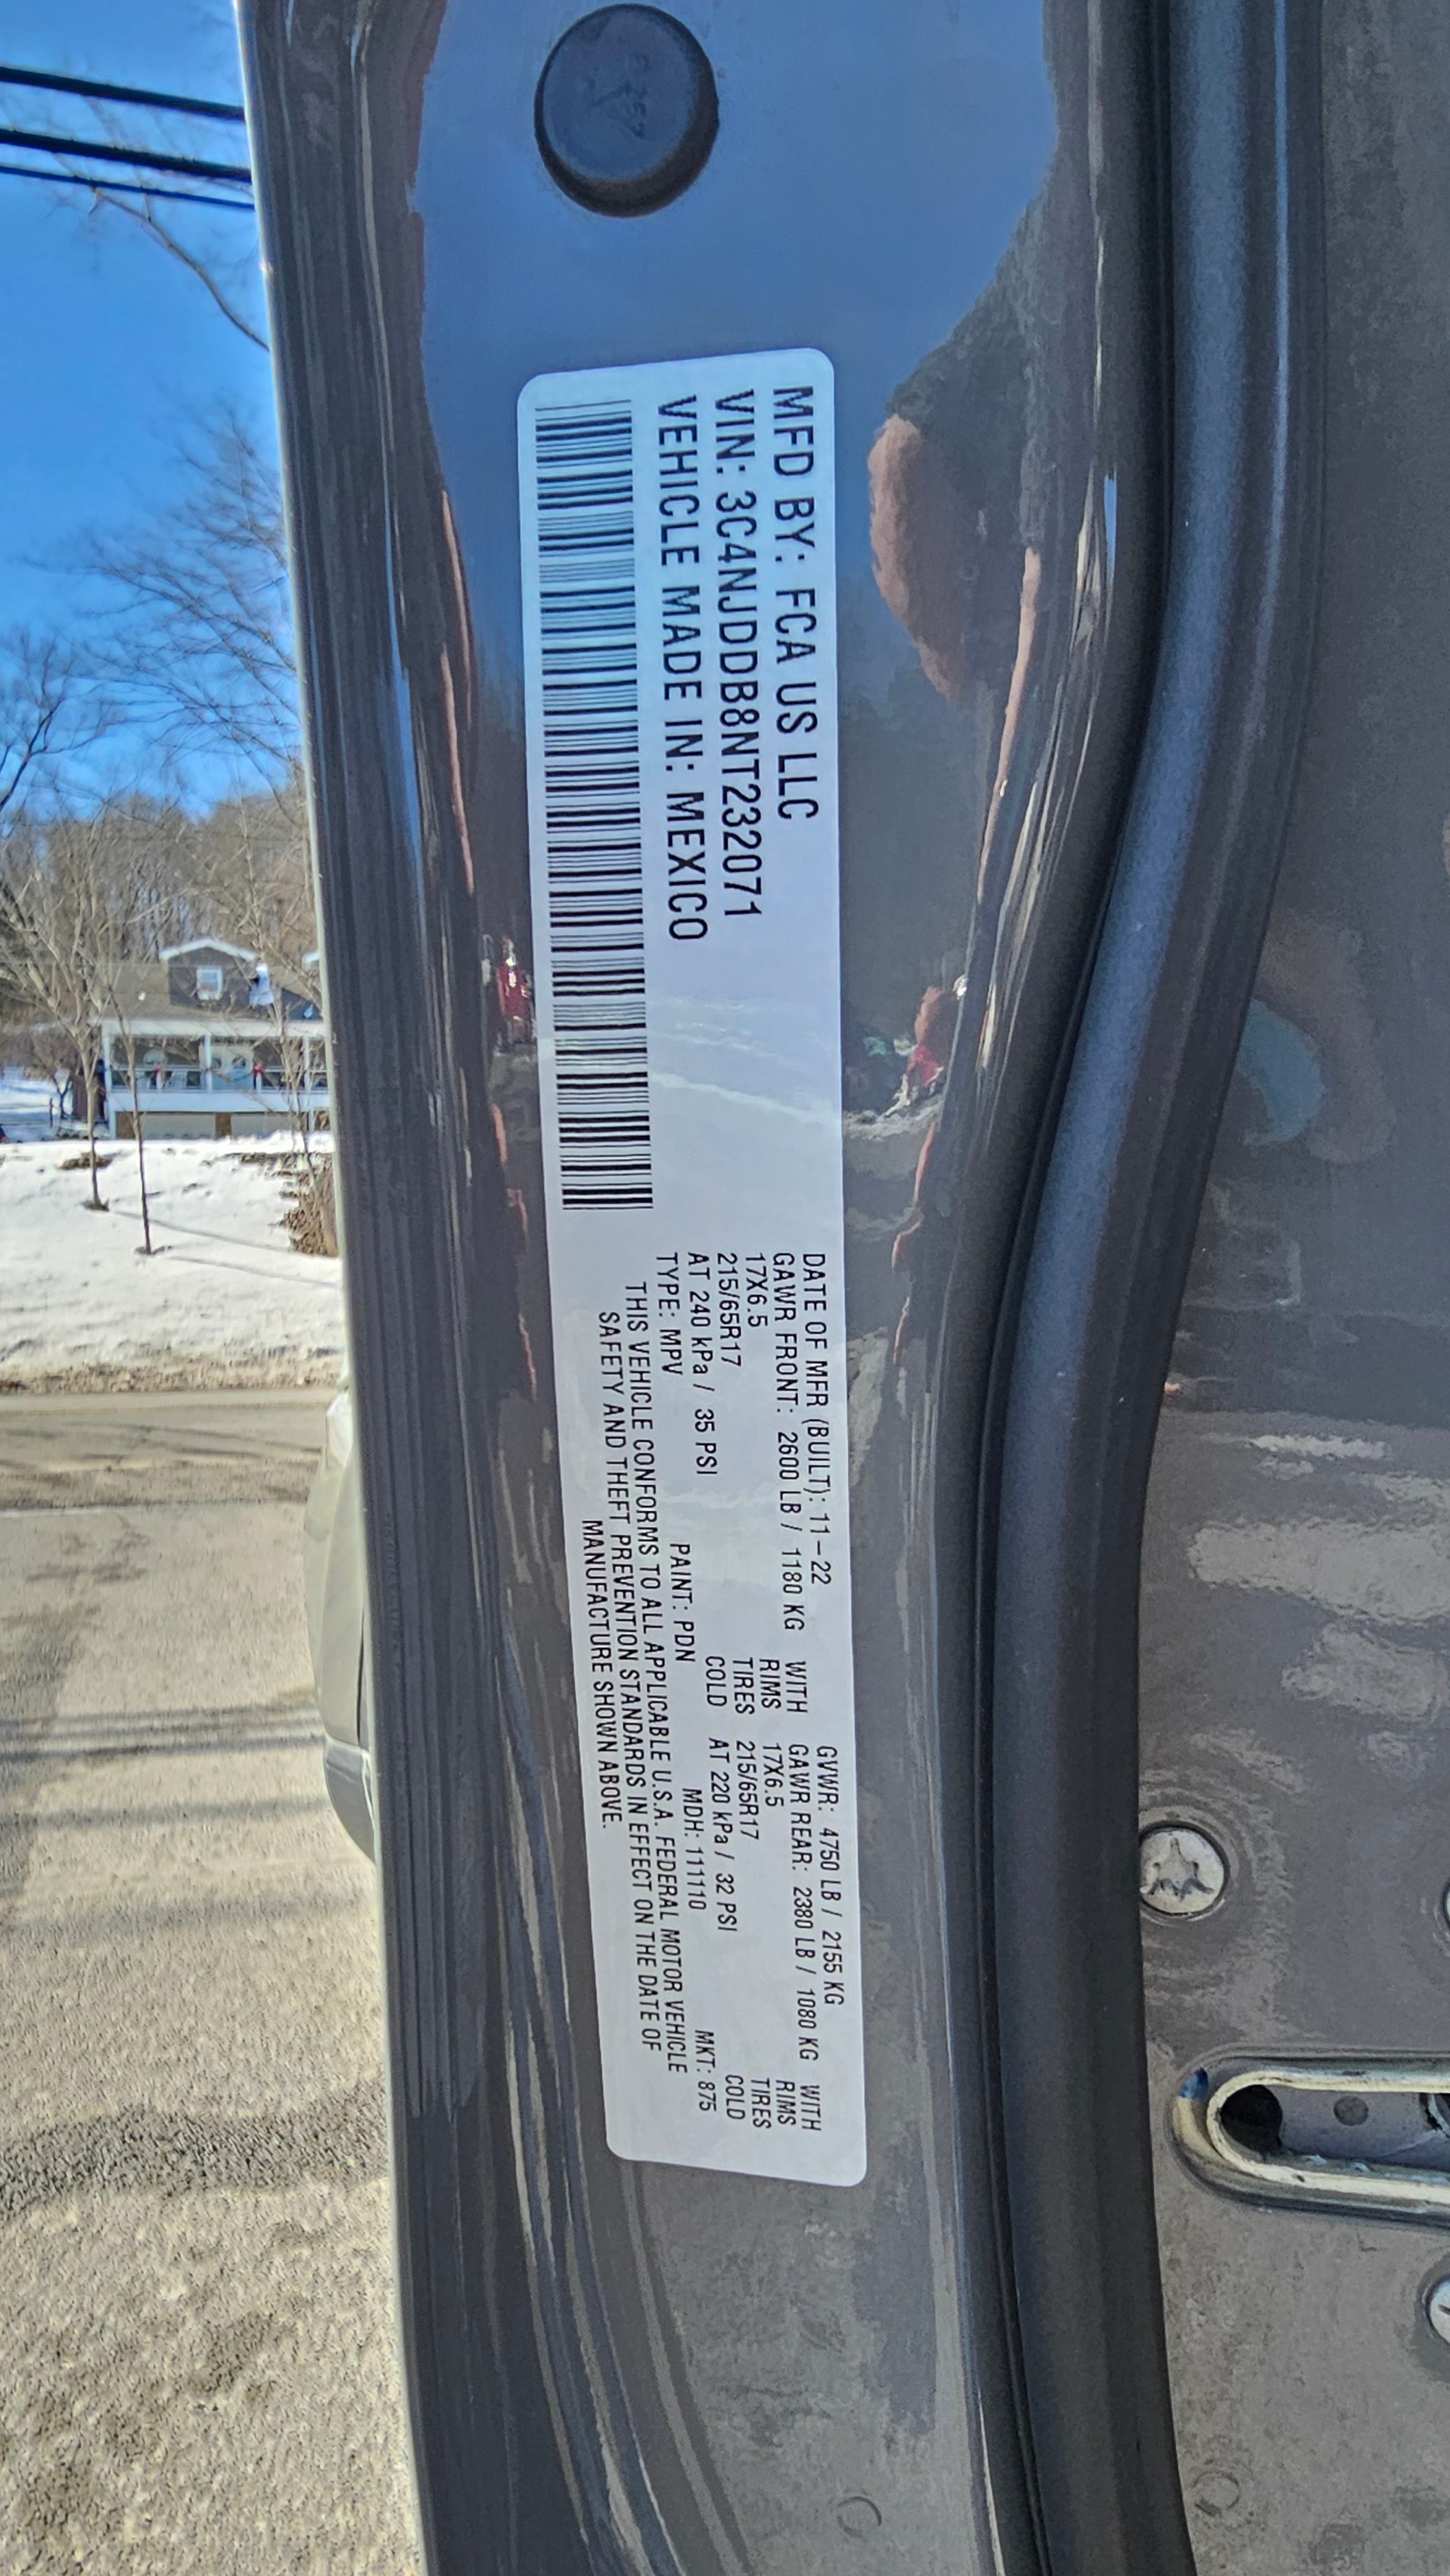 MFD BY: FCA US LLC
VIN: 3C4NJDDB8NT232071
VEHICLE MADE IN: MEXICO
DATE OF MFR (BUILT): 11-22 GVWR: 4750 LB / 2155 KG
GAWR FRONT: 2600 LB / 1180 KG WITH GAWR REAR: 2380 LB / 1080 KG WITH
17X6.5 RIMS 17X6.5 RIMS
215/65R17 TIRES 215/65R17 TIRES
AT 240 kPa / 35 PSI COLD AT 220 kPa / 32 PSI COLD
TYPE: MPV PAINT: PDN MDH: 111110 MKT: 875
THIS VEHICLE CONFORMS TO ALL APPLICABLE U.S.A. FEDERAL MOTOR VEHICLE
SAFETY AND THEFT PREVENTION STANDARDS IN EFFECT ON THE DATE OF
MANUFACTURE SHOWN ABOVE.